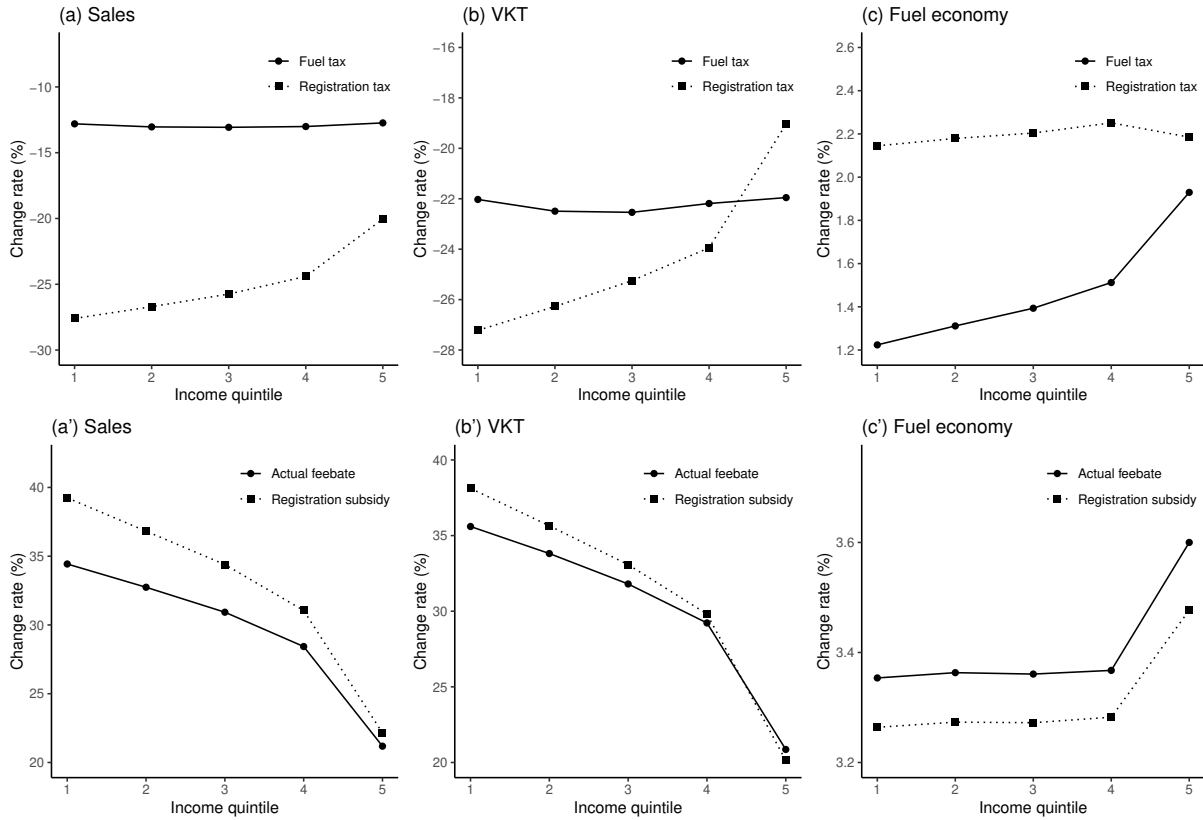 (a) Sales
Change rate (%)
−10
−15
−20
−25
−30
Fuel tax
Registration tax
1 2 3 4 5
Income quintile
(b) VKT
Change rate (%)
−16
−18
−20
−22
−24
−26
−28
Fuel tax
Registration tax
1 2 3 4 5
Income quintile
(c) Fuel economy
Change rate (%)
2.6
2.4
2.2
2.0
1.8
1.6
1.4
1.2
Fuel tax
Registration tax
1 2 3 4 5
Income quintile
(a') Sales
Change rate (%)
40
35
30
25
20
Actual feebate
Registration subsidy
1 2 3 4 5
Income quintile
(b') VKT
Change rate (%)
40
35
30
25
20
Actual feebate
Registration subsidy
1 2 3 4 5
Income quintile
(c') Fuel economy
Change rate (%)
3.6
3.4
3.2
Actual feebate
Registration subsidy
1 2 3 4 5
Income quintile